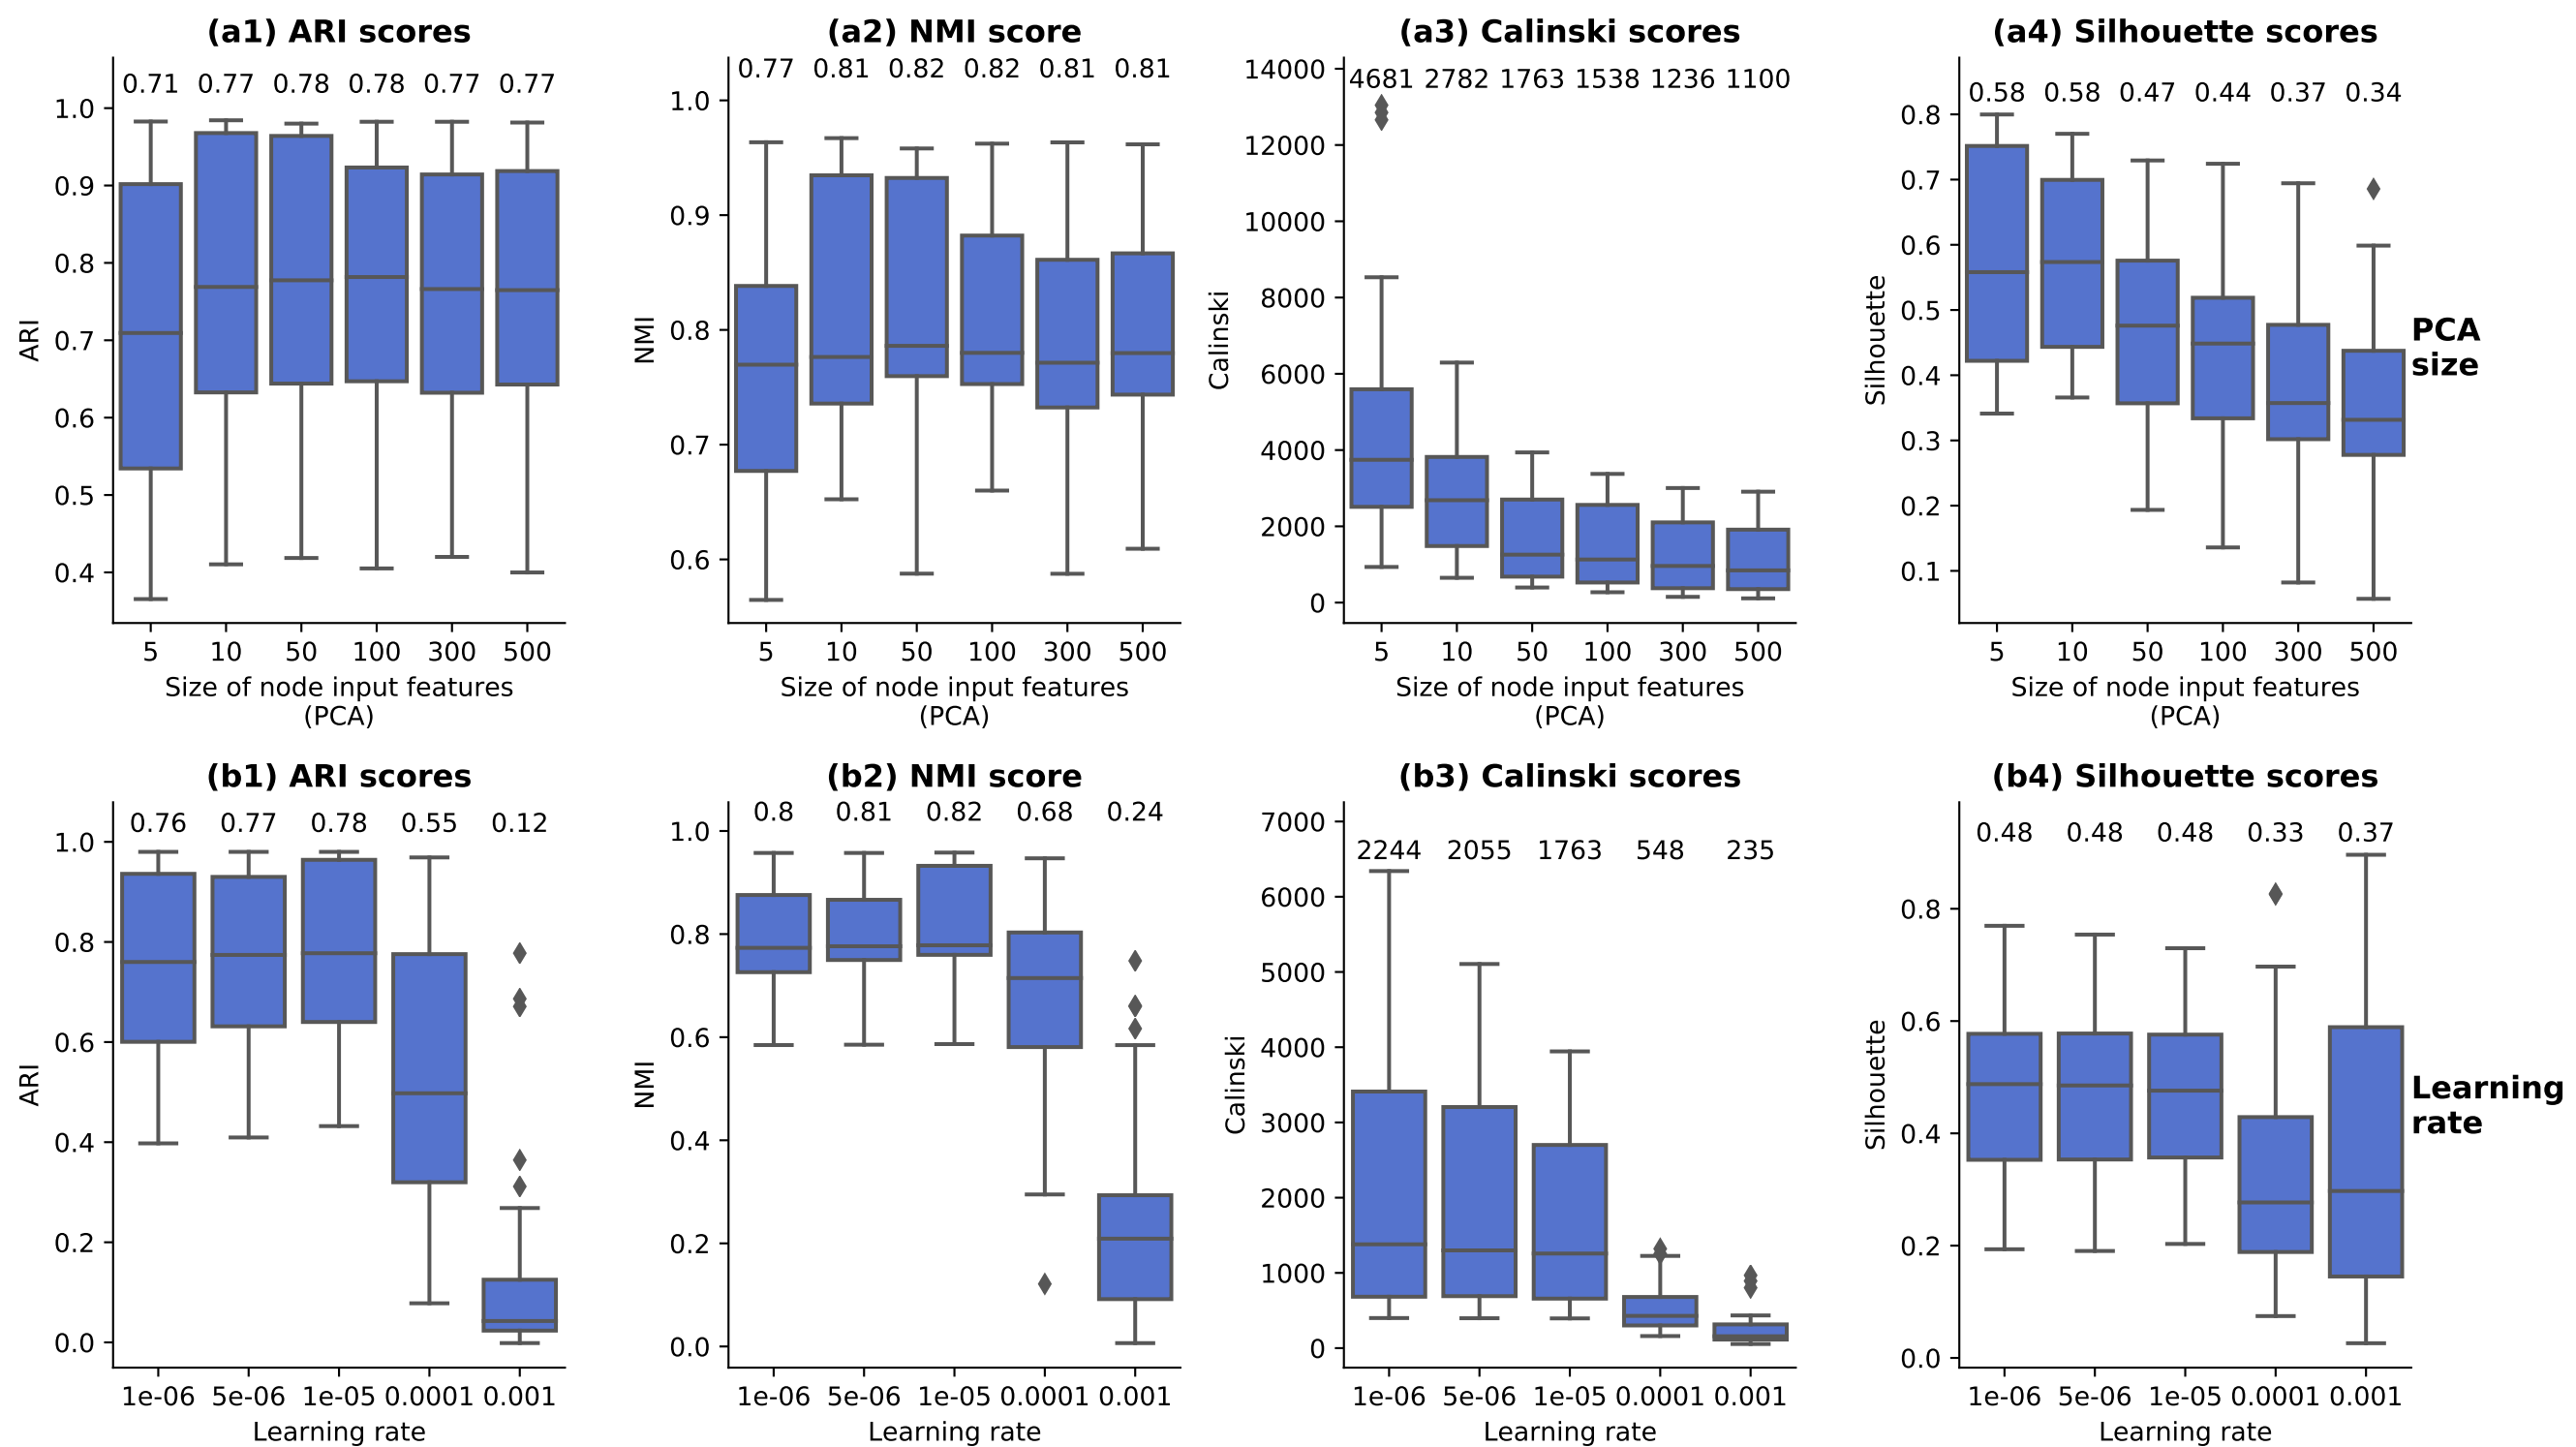 (a1) ARI scores
0.71 0.77 0.78 0.78 0.77 0.77
1.0
0.9
0.8
0.7
0.6
0.5
0.4
ARI
5 10 50 100 300 500
Size of node input features
(PCA)
(a2) NMI score
0.77 0.81 0.82 0.82 0.81 0.81
1.0
0.9
0.8
0.7
0.6
NMI
5 10 50 100 300 500
Size of node input features
(PCA)
(a3) Calinski scores
4681 2782 1763 1538 1236 1100
14000
12000
10000
8000
6000
4000
2000
0
Calinski
5 10 50 100 300 500
Size of node input features
(PCA)
(a4) Silhouette scores
0.58 0.58 0.47 0.44 0.37 0.34
0.8
0.7
0.6
0.5
0.4
0.3
0.2
0.1
Silhouette
5 10 50 100 300 500
Size of node input features
(PCA)
PCA
size
(b1) ARI scores
0.76 0.77 0.78 0.55 0.12
1.0
0.8
0.6
0.4
0.2
0.0
ARI
1e-06 5e-06 1e-05 0.0001 0.001
Learning rate
(b2) NMI score
0.8 0.81 0.82 0.68 0.24
1.0
0.8
0.6
0.4
0.2
0.0
NMI
1e-06 5e-06 1e-05 0.0001 0.001
Learning rate
(b3) Calinski scores
2244 2055 1763 548 235
7000
6000
5000
4000
3000
2000
1000
0
Calinski
1e-06 5e-06 1e-05 0.0001 0.001
Learning rate
(b4) Silhouette scores
0.48 0.48 0.48 0.33 0.37
0.8
0.6
0.4
0.2
0.0
Silhouette
1e-06 5e-06 1e-05 0.0001 0.001
Learning rate
Learning
rate